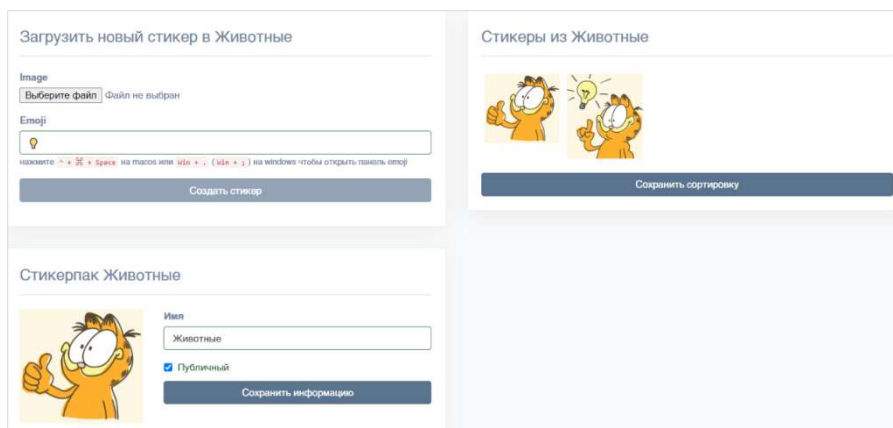 Загрузить новый стикер в Животные
Image
Выберите файл Файл не выбран
Emoji
нажмите ^ + ⌘ + Space на macos или Win + . (Win + ;) на windows чтобы открыть панель emoji
Создать стикер
Стикеры из Животные
Сохранить сортировку
Стикерпак Животные
Имя
Животные
Публичный
Сохранить информацию